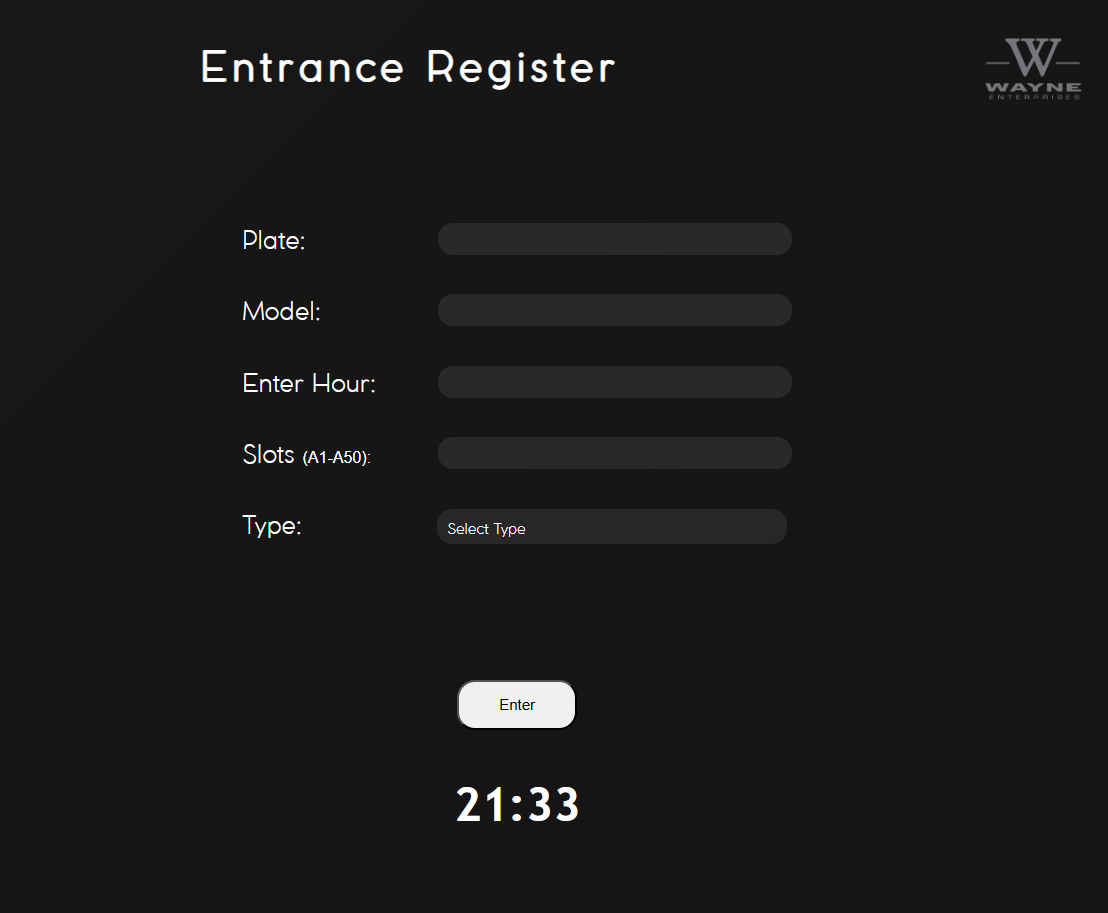 Entrance Register
W
WAYNE
ENTERPRISES
Plate:
Model:
Enter Hour:
Slots (A1-A50):
Type:
Select Type
Enter
21:33